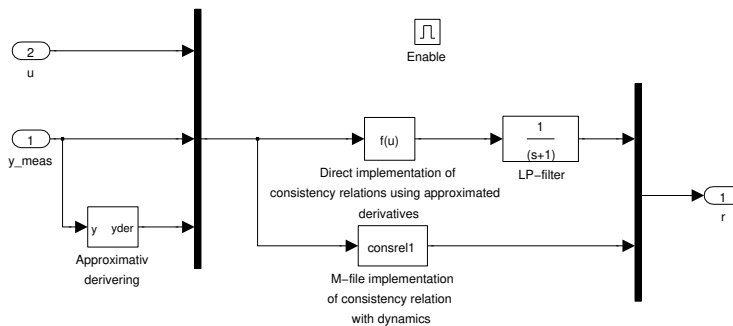 2
u
Enable
1
y_meas
f(u)
1
(s+1)
Direct implementation of
consistency relations using approximated
derivatives
LP−filter
1
r
y yder
Approximativ
derivering
consrel1
M−file implementation
of consistency relation
with dynamics